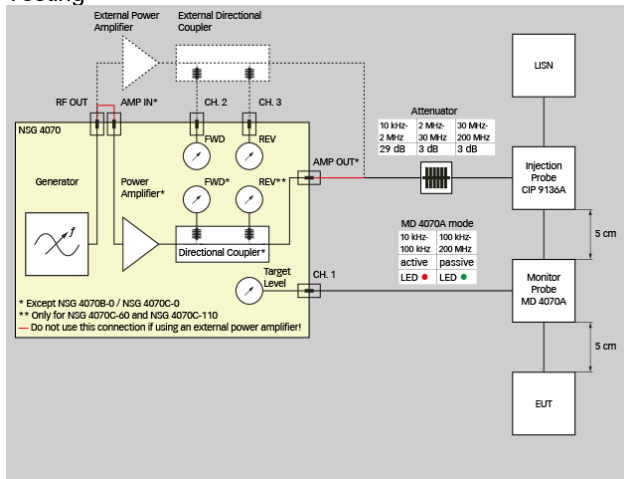 Testing
External Power
Amplifier
External Directional
Coupler
RF OUT
AMP IN*
CH. 2
CH. 3
LISN
NSG 4070
FWD
REV
AMP OUT*
Attenuator
10 kHz-
2 MHz
29 dB
2 MHz-
30 MHz
3 dB
30 MHz-
200 MHz
3 dB
Generator
Power
Amplifier*
FWD*
REV**
Injection
Probe
CIP 9136A
f
Directional Coupler*
MD 4070A mode
10 kHz-
100 kHz
active
LED
100 kHz-
200 MHz
passive
LED
5 cm
Target
Level
CH. 1
Monitor
Probe
MD 4070A
* Except NSG 4070B-0 / NSG 4070C-0
** Only for NSG 4070C-60 and NSG 4070C-110
— Do not use this connection if using an external power amplifier!
5 cm
EUT